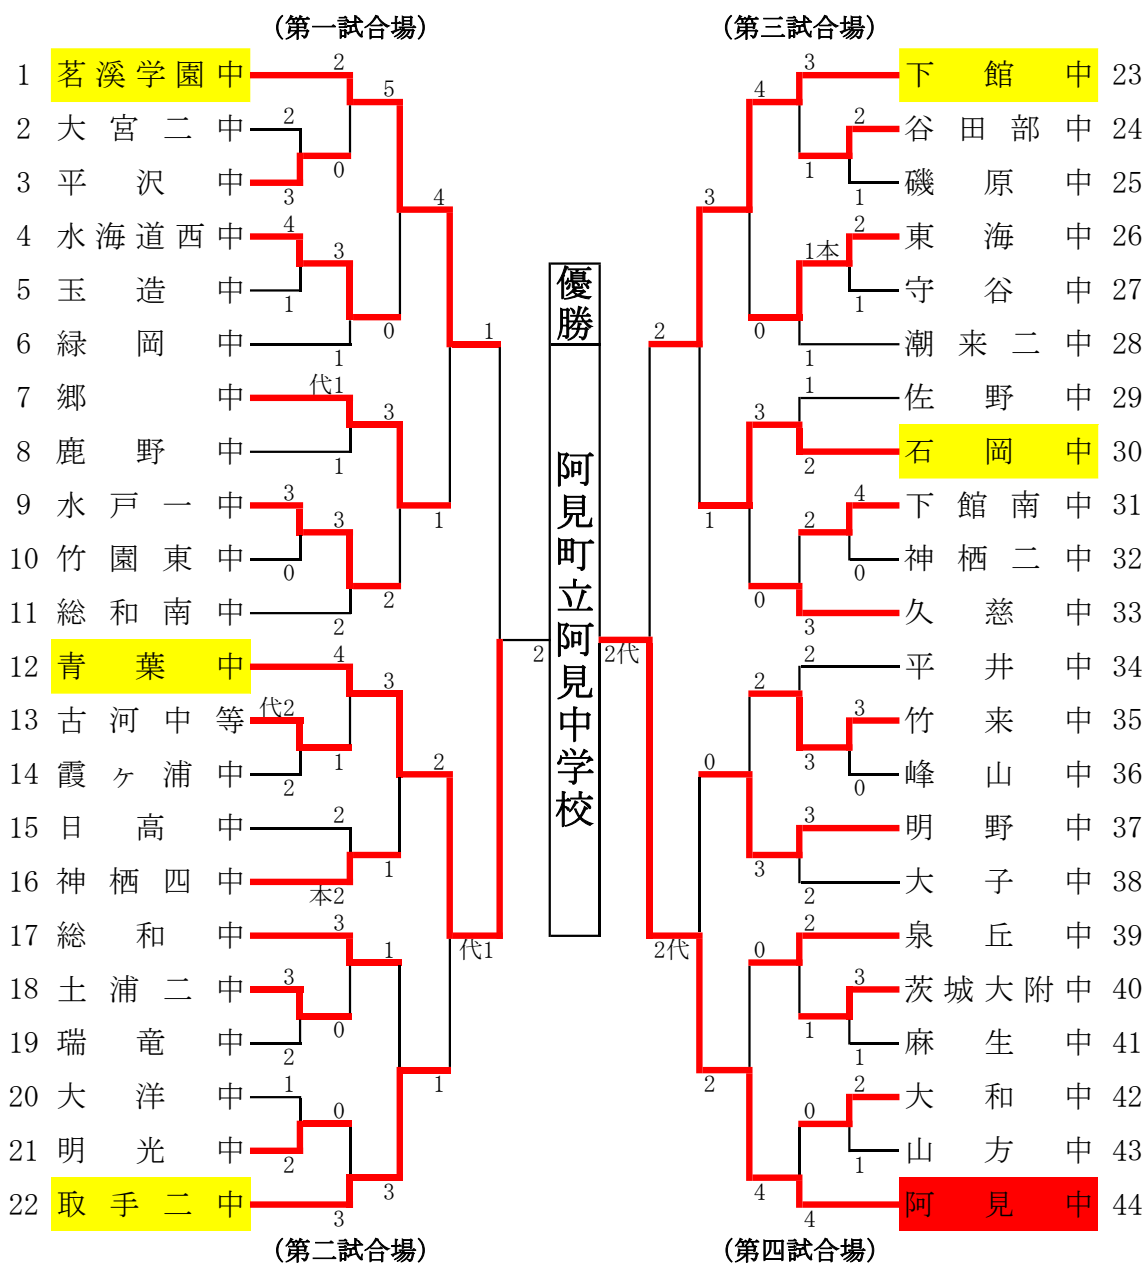 (第一試合場)
(第三試合場)
1 茗溪学園中 2
2 大宮二中 2
3 平沢中 3
4 水海道西中 4
5 玉造中 1
6 緑岡中 1
7 郷中 代1
8 鹿野中 1
9 水戸一中 3
10 竹園東中 0
11 総和南中 2
12 青葉中 4
13 古河中等 代2
14 霞ヶ浦中 2
15 日高中 2
16 神栖四中 本2
17 総和中 3
18 土浦二中 3
19 瑞竜中 2
20 大洋中 1
21 明光中 2
22 取手二中 3
5
0
3
0
4
3
3
2
1
1
3
1
1
2
1
0
0
3
1
代1
2
優勝
阿見町立阿見中学校
2代
2
2代
3 下館中 23
2 谷田部中 24
1 磯原中 25
2 東海中 26
1 守谷中 27
1 潮来二中 28
1 佐野中 29
2 石岡中 30
4 下館南中 31
0 神栖二中 32
3 久慈中 33
2 平井中 34
3 竹来中 35
0 峰山中 36
3 明野中 37
2 大子中 38
2 泉丘中 39
3 茨城大附中 40
1 麻生中 41
2 大和中 42
1 山方中 43
4 阿見中 44
4
1
1本
0
3
3
2
0
1
2
3
3
0
0
1
0
4
2
(第二試合場)
(第四試合場)